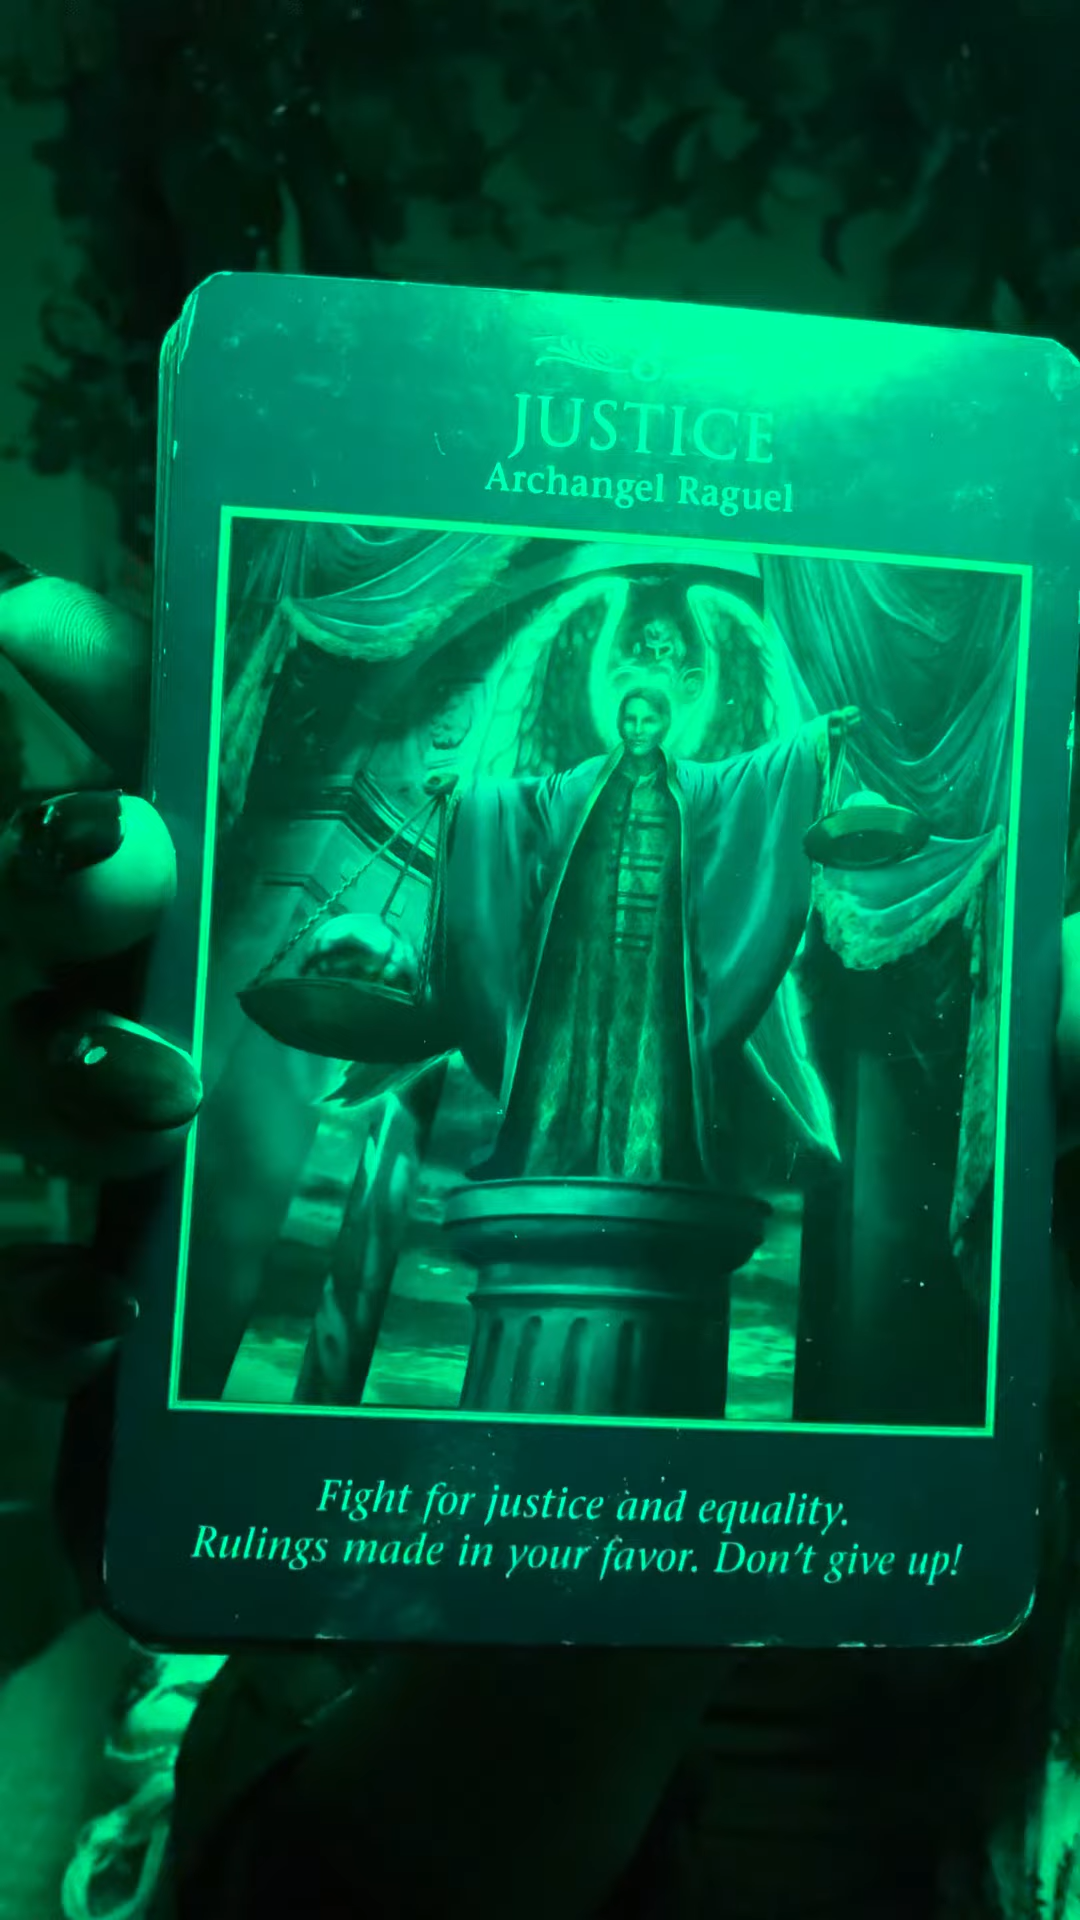 JUSTICE
Archangel Raguel
Fight for justice and equality.
Rulings made in your favor. Don't give up!